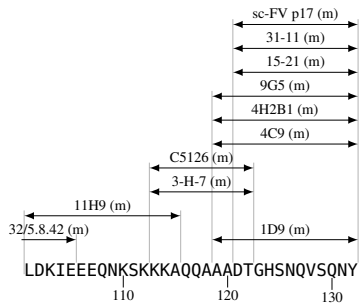 sc-FV p17 (m)
31-11 (m)
15-21 (m)
9G5 (m)
4H2B1 (m)
4C9 (m)
C5126 (m)
3-H-7 (m)
11H9 (m)
32/5.8.42 (m) 1D9 (m)
LDKIEEEQNKSKKKAQQAAADTGHSNQVSQNY
110 120 130